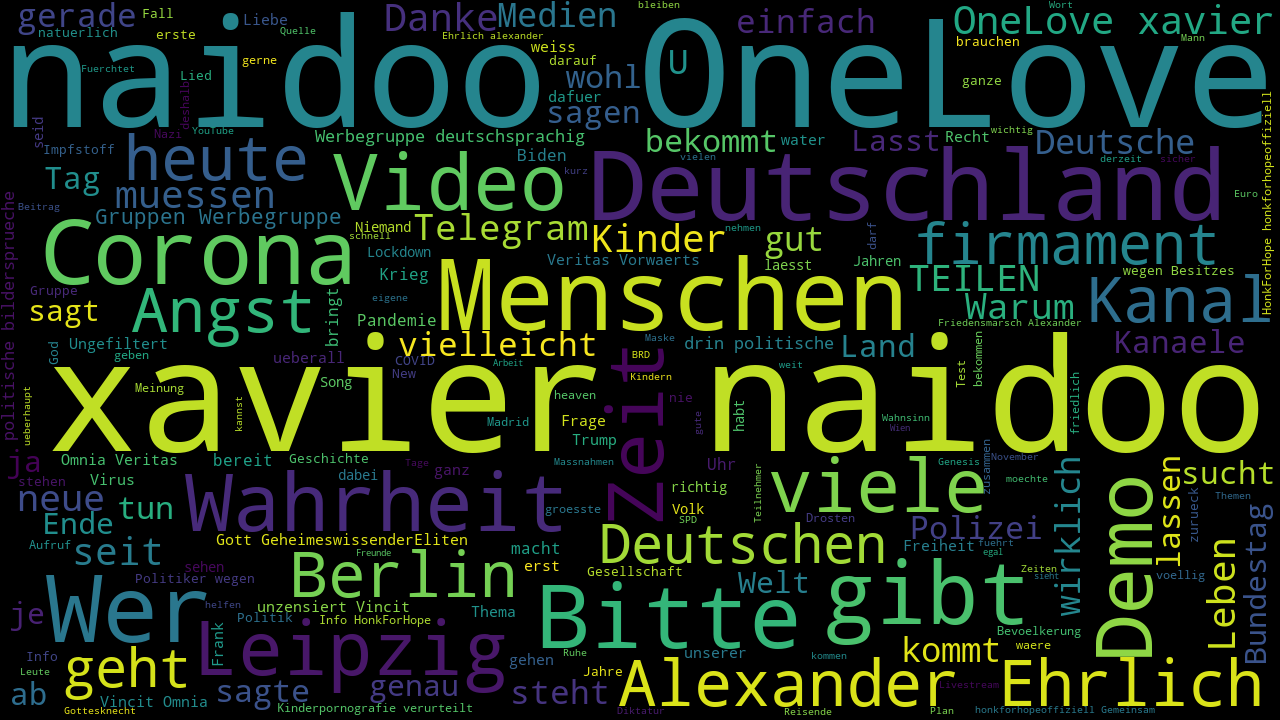 naidoo OneLove
xavier naidoo
Deutschland
Menschen
Corona
Video
Wahrheit
Zeit
Wer
Leipzig
Berlin
Bitte
gibt
Alexander Ehrlich
Demo
viele
Deutschen
firmament
Kanal
Angst
heute
gerade
Fall
Liebe
natuerlich
erste
Quelle
Danke
Medien
bleiben
einfach
OneLove xavier
Wort
Ehrlich alexander
weiss
darauf
gerne
Fuerchtet
Lied
deshalb
wohl
dafuer
sagen
U
brauchen
Mann
ganze
seid
Nazi
YouTube
Werbegruppe deutschsprachig
bekommt
water
Lasst
Recht
wichtig
Deutsche
Impfstoff
Tag
muessen
Biden
kurz
vielen
derzeit
sicher
Euro
Beitrag
Gruppen Werbegruppe
Niemand
Telegram
Kinder
nehmen
gut
darf
schnell
Lockdown
Veritas Vorwaerts
laesst
Jahren
wegen Besitzes
Krieg
TEILEN
Gruppe
eigene
sagt
bringt
Pandemie
Warum
Friedensmarsch Alexander
HonkForHope honkforhopeoffiziell
politische bildersprueche
Ungefiltert
God
geben
ueberall
vielleicht
COVID
New
Arbeit
Maske
BRD
Kindern
drin politische
Land
Kanaele
weit
Test
bekommen
Song
Meinung
kannst
ueberhaupt
heaven
nie
gute
habt
Wahnsinn
Wien
friedlich
Madrid
Frage
Trump
ja
Omnia Veritas
bereit
Geschichte
Tage
ganz
Massnahmen
Uhr
Genesis
November
zusammen
sucht
stehen
Virus
dabei
richtig
moechte
Themen
neue
tun
groesste
Volk
SPD
Teilnehmer
Drosten
Polizei
wirklich
lassen
zurueck
Ende
Gott GeheimeswissenderEliten
Aufruf
seit
Freunde
macht
erst
Gesellschaft
Freiheit
fuehrt
egal
sehen
Politiker wegen
Welt
Zeiten
sieht
voellig
Leben
Bundestag
je
helfen
unzensiert Vincit
Politik
Info HonkForHope
Thema
Bevoelkerung
Frank
Info
Leute
geht
gehen
Ruhe
unserer
kommen
kommt
waere
Jahre
ab
Vincit Omnia
sagte
genau
steht
Livestream
Gottesknecht
Kinderpornografie verurteilt
Diktatur
Reisende
Plan
honkforhopeoffiziell Gemeinsam